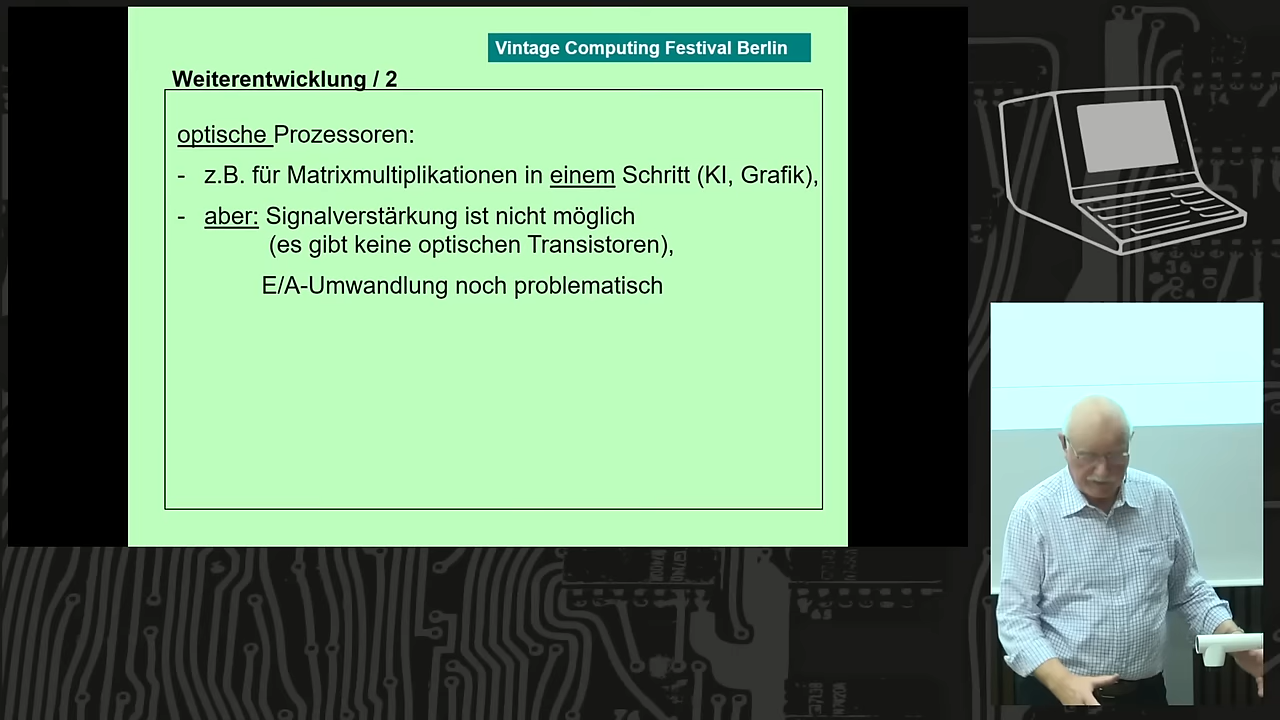 Vintage Computing Festival Berlin
Weiterentwicklung / 2
optische Prozessoren:
- z.B. für Matrixmultiplikationen in einem Schritt (KI, Grafik),
- aber: Signalverstärkung ist nicht möglich
(es gibt keine optischen Transistoren),
E/A-Umwandlung noch problematisch